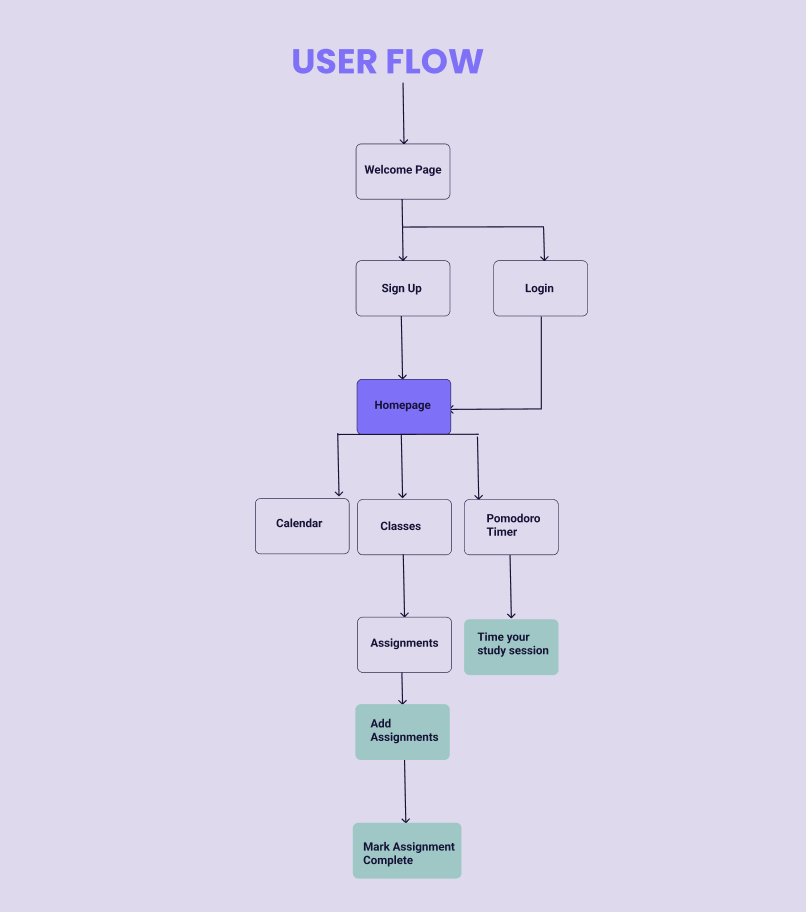 USER FLOW
Welcome Page
Sign Up
Login
Homepage
Calendar
Classes
Pomodoro
Timer
Assignments
Time your
study session
Add
Assignments
Mark Assignment
Complete